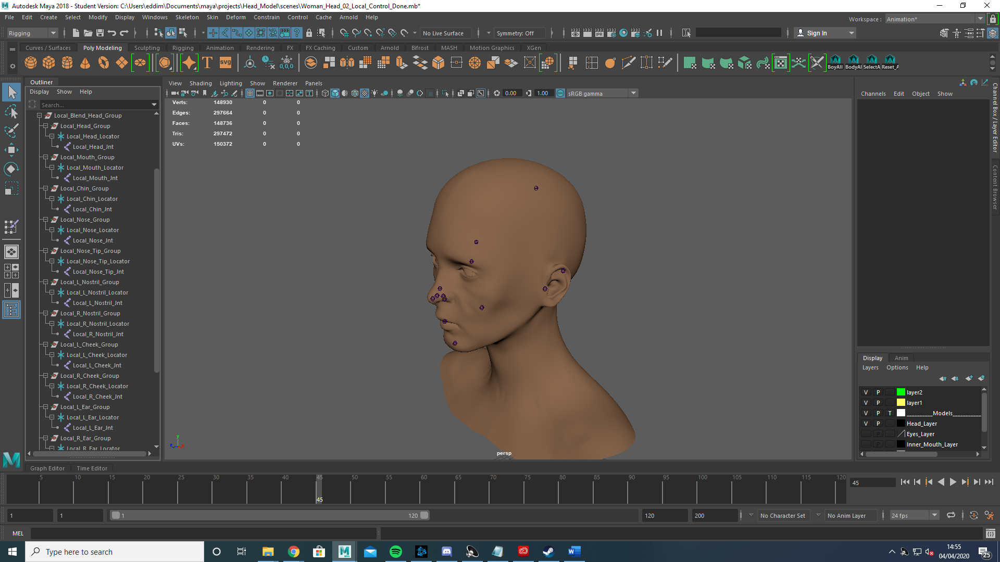 Autodesk Maya 2018 - Student Version: C:\Users\eddim\Documents\maya\projects\Head_Model\scenes\Woman_Head_02_Local_Control_Done.mb*
File Edit Create Select Modify Display Windows Skeleton Skin Deform Constrain Control Cache Arnold Help
Workspace : Animation*
Rigging
No Live Surface
Symmetry: Off
Sign In
Curves / Surfaces Poly Modeling Sculpting Rigging Animation Rendering FX FX Caching Custom Arnold Bifrost MASH Motion Graphics XGen
T svg 0,0,0 BoyAll BodyAl SelectA Reset_A
Outliner
Display Show Help
Search...
Local_Blend_Head_Group
Local_Head_Group
Local_Head_Locator
Local_Head_Jnt
Local_Mouth_Group
Local_Mouth_Locator
Local_Mouth_Jnt
Local_Chin_Group
Local_Chin_Locator
Local_Chin_Jnt
Local_Nose_Group
Local_Nose_Locator
Local_Nose_Jnt
Local_Nose_Tip_Group
Local_Nose_Tip_Locator
Local_Nose_Tip_Jnt
Local_L_Nostril_Group
Local_L_Nostril_Locator
Local_L_Nostril_Jnt
Local_R_Nostril_Group
Local_R_Nostril_Locator
Local_R_Nostril_Jnt
Local_L_Cheek_Group
Local_L_Cheek_Locator
Local_L_Cheek_Jnt
Local_R_Cheek_Group
Local_R_Cheek_Locator
Local_R_Cheek_Jnt
Local_L_Ear_Group
Local_L_Ear_Locator
Local_L_Ear_Jnt
Local_R_Ear_Group
Local_R_Ear_Locator
View Shading Lighting Show Renderer Panels
0.00 1.00 ON sRGB gamma
Verts: 148930 0 0
Edges: 297664 0 0
Faces: 148736 0 0
Tris: 297472 0 0
UVs: 150372 0 0
y
z x
persp
Channels Edit Object Show
Channel Box / Layer Editor
Content Browser
Display Anim
Layers Options Help
V P layer2
V P layer1
V P T _________Models_________
V P Head_Layer
P Eyes_Layer
P Inner_Mouth_Layer
Graph Editor Time Editor
5 10 15 20 25 30 35 40 45 50 55 60 65 70 75 80 85 90 95 100 105 110 115 120
45
45
1 1 1 120 120 200 No Character Set No Anim Layer 24 fps
MEL
Type here to search
14:55
04/04/2020
25